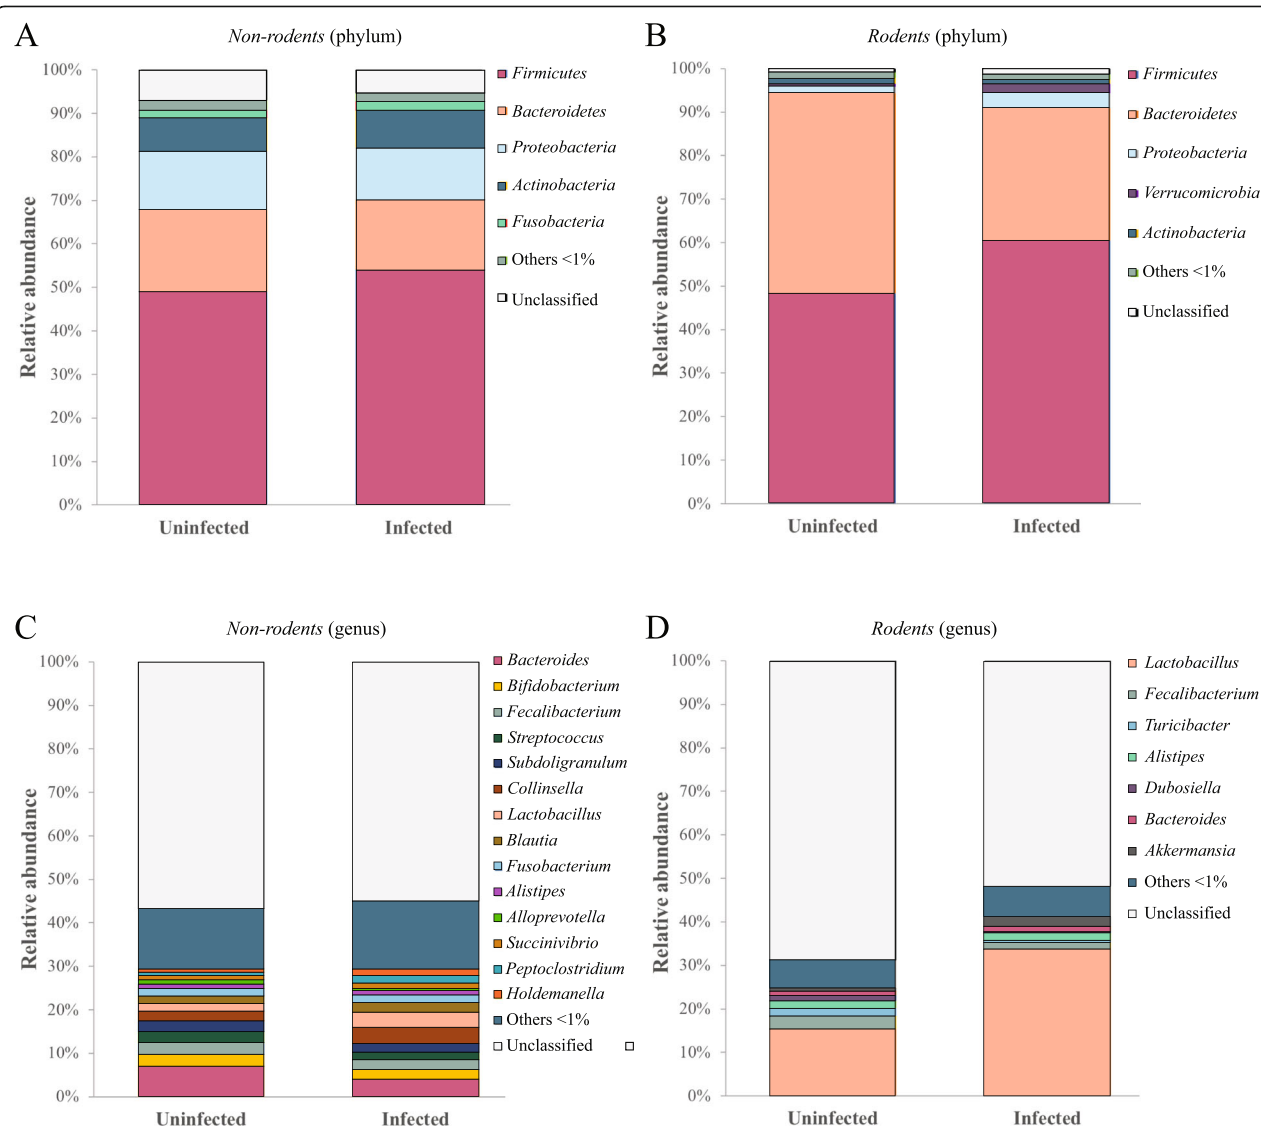 A
Non-rodents (phylum)
Relative abundance
100%
90%
80%
70%
60%
50%
40%
30%
20%
10%
0%
Uninfected
Infected
Firmicutes
Bacteroidetes
Proteobacteria
Actinobacteria
Fusobacteria
Others <1%
Unclassified
B
Rodents (phylum)
Relative abundance
100%
90%
80%
70%
60%
50%
40%
30%
20%
10%
0%
Uninfected
Infected
Firmicutes
Bacteroidetes
Proteobacteria
Verrucomicrobia
Actinobacteria
Others <1%
Unclassified
C
Non-rodents (genus)
Relative abundance
100%
90%
80%
70%
60%
50%
40%
30%
20%
10%
0%
Uninfected
Infected
Bacteroides
Bifidobacterium
Fecalibacterium
Streptococcus
Subdoligranulum
Collinsella
Lactobacillus
Blautia
Fusobacterium
Alistipes
Alloprevotella
Succinivibrio
Peptoclostridium
Holdemanella
Others <1%
Unclassified
D
Rodents (genus)
Relative abundance
100%
90%
80%
70%
60%
50%
40%
30%
20%
10%
0%
Uninfected
Infected
Lactobacillus
Fecalibacterium
Turicibacter
Alistipes
Dubosiella
Bacteroides
Akkermansia
Others <1%
Unclassified